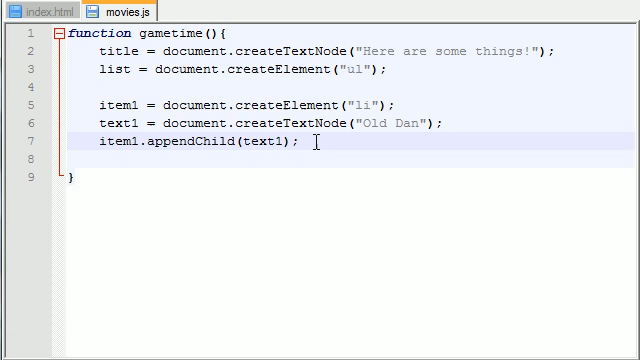 index.html movies.js
1 function gametime(){
2 title = document.createTextNode("Here are some things!");
3 list = document.createElement("ul");
4
5 item1 = document.createElement("li");
6 text1 = document.createTextNode("Old Dan");
7 item1.appendChild(text1);
8
9 }